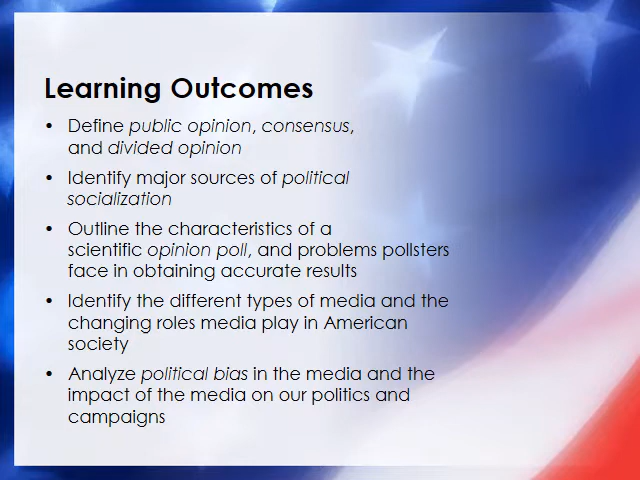 Learning Outcomes
• Define public opinion, consensus,
and divided opinion
• Identify major sources of political
socialization
• Outline the characteristics of a
scientific opinion poll, and problems pollsters
face in obtaining accurate results
• Identify the different types of media and the
changing roles media play in American
society
• Analyze political bias in the media and the
impact of the media on our politics and
campaigns